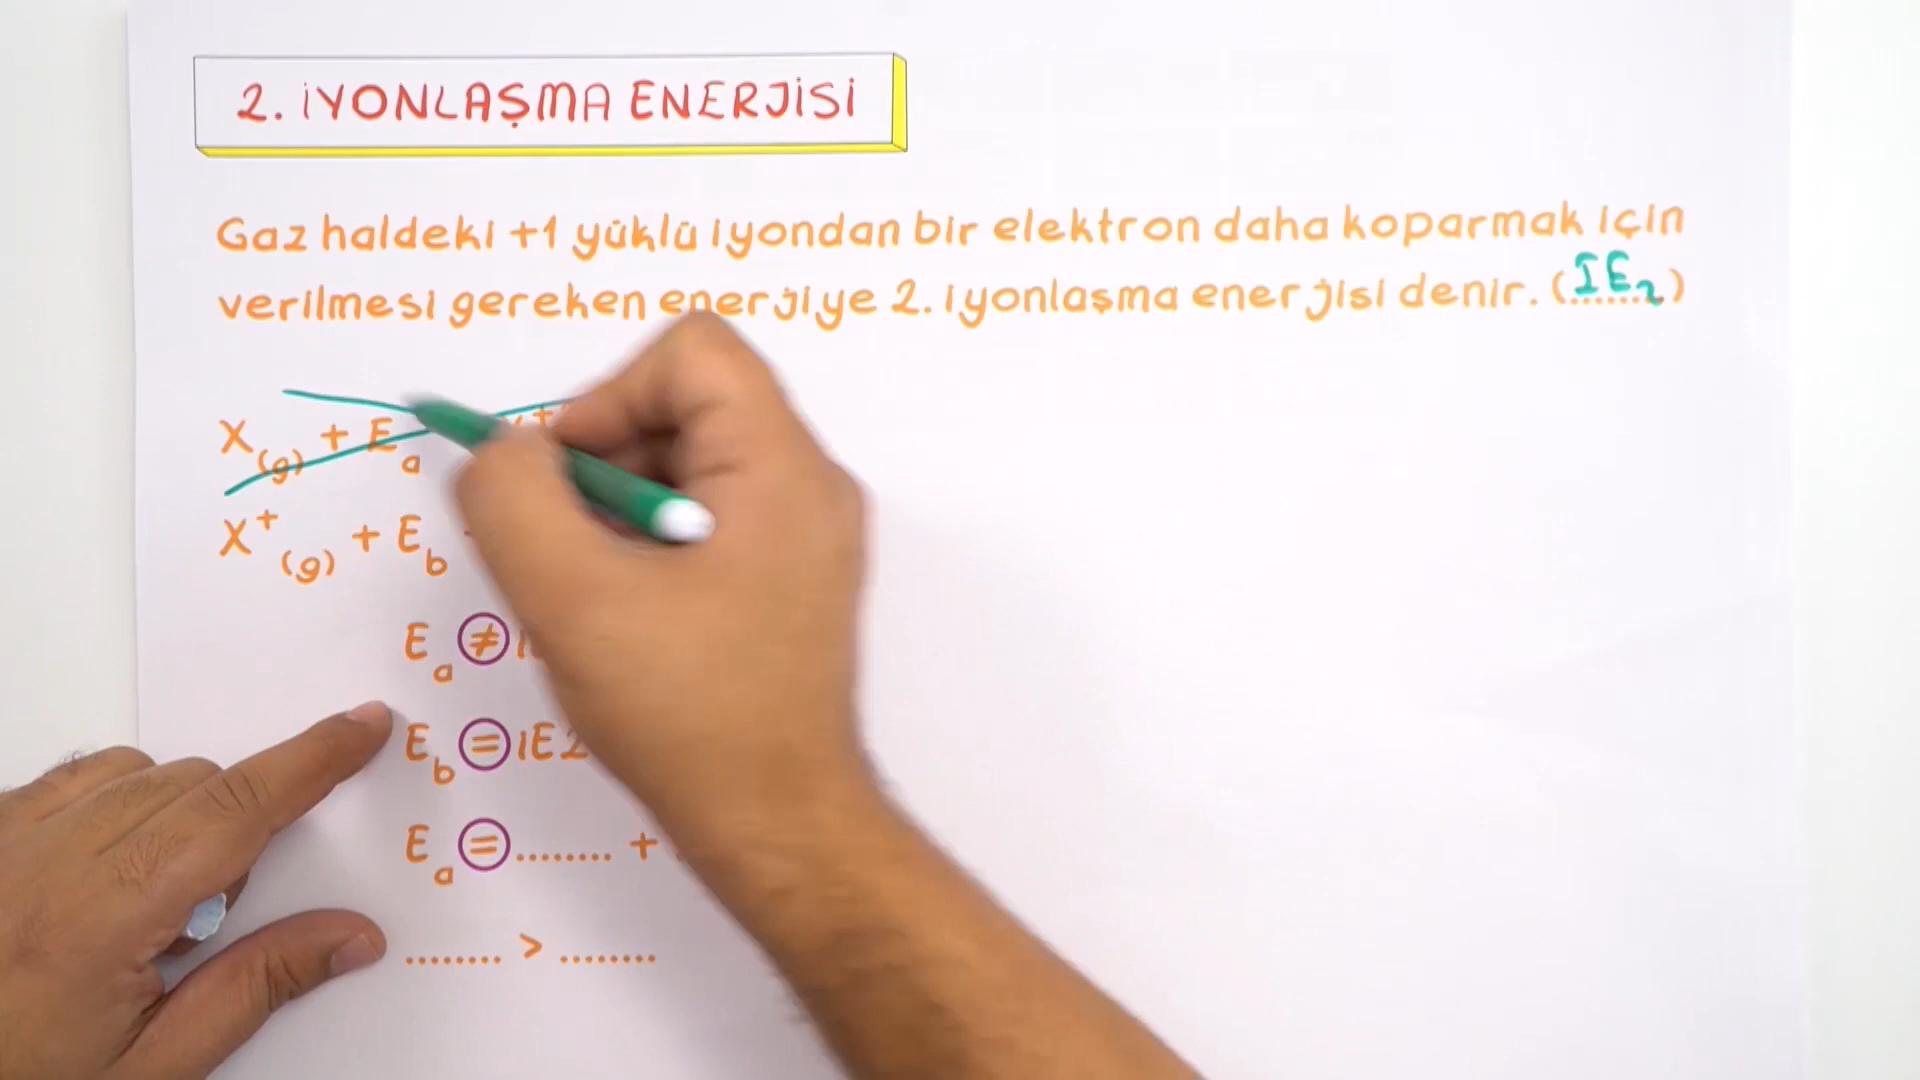 2. İYONLAŞMA ENERJİSİ
Gaz haldeki +1 yüklü iyondan bir elektron daha koparmak için
verilmesi gereken enerjiye 2. iyonlaşma enerjisi denir. (IE2)
X(g) + Ea
X+(g) + Eb
Ea ≠
Eb = IE2
Ea = ........ +
........ > ........